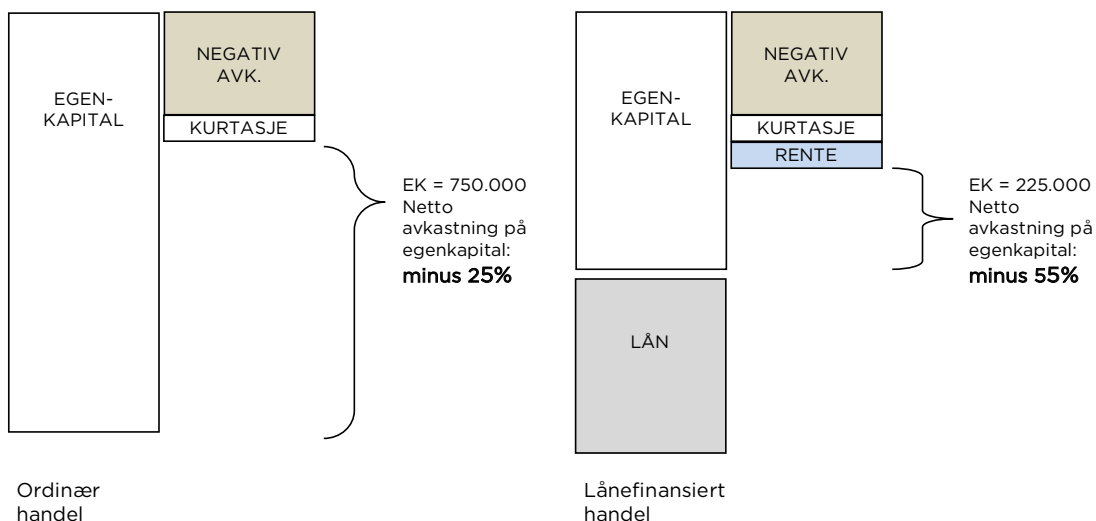 EGEN-
KAPITAL
NEGATIV
AVK.
KURTASJE
EK = 750.000
Netto
avkastning på
egenkapital:
minus 25%
Ordinær
handel
EGEN-
KAPITAL
NEGATIV
AVK.
KURTASJE
RENTE
EK = 225.000
Netto
avkastning på
egenkapital:
minus 55%
LÅN
Lånefinansiert
handel